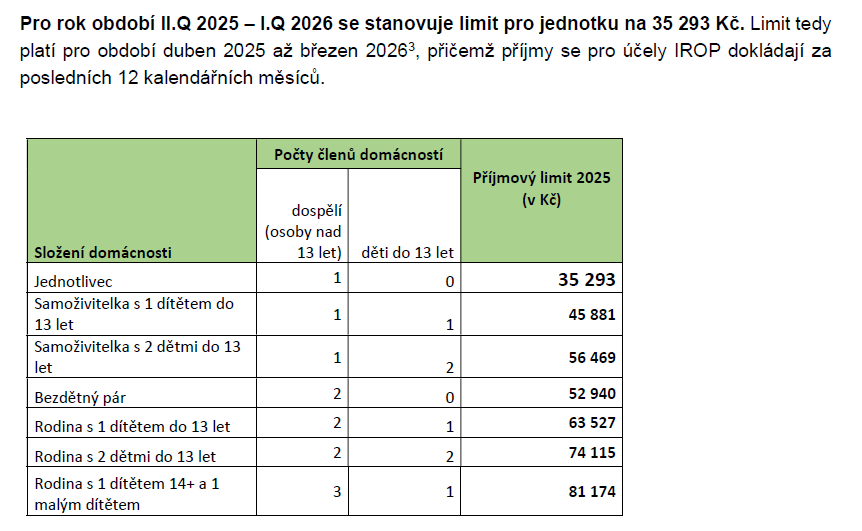 Pro rok období II.Q 2025 – I.Q 2026 se stanovuje limit pro jednotku na 35 293 Kč. Limit tedy
platí pro období duben 2025 až březen 2026³, přičemž příjmy se pro účely IROP dokládají za
posledních 12 kalendářních měsíců.
Složení domácnosti
Počty členů domácností
dospělí
(osoby nad
13 let)
děti do 13 let
Příjmový limit 2025
(v Kč)
Jednotlivec 1 0 35 293
Samoživitelka s 1 dítětem do
13 let 1 1 45 881
Samoživitelka s 2 dětmi do 13
let 1 2 56 469
Bezdětný pár 2 0 52 940
Rodina s 1 dítětem do 13 let 2 1 63 527
Rodina s 2 dětmi do 13 let 2 2 74 115
Rodina s 1 dítětem 14+ a 1
malým dítětem 3 1 81 174